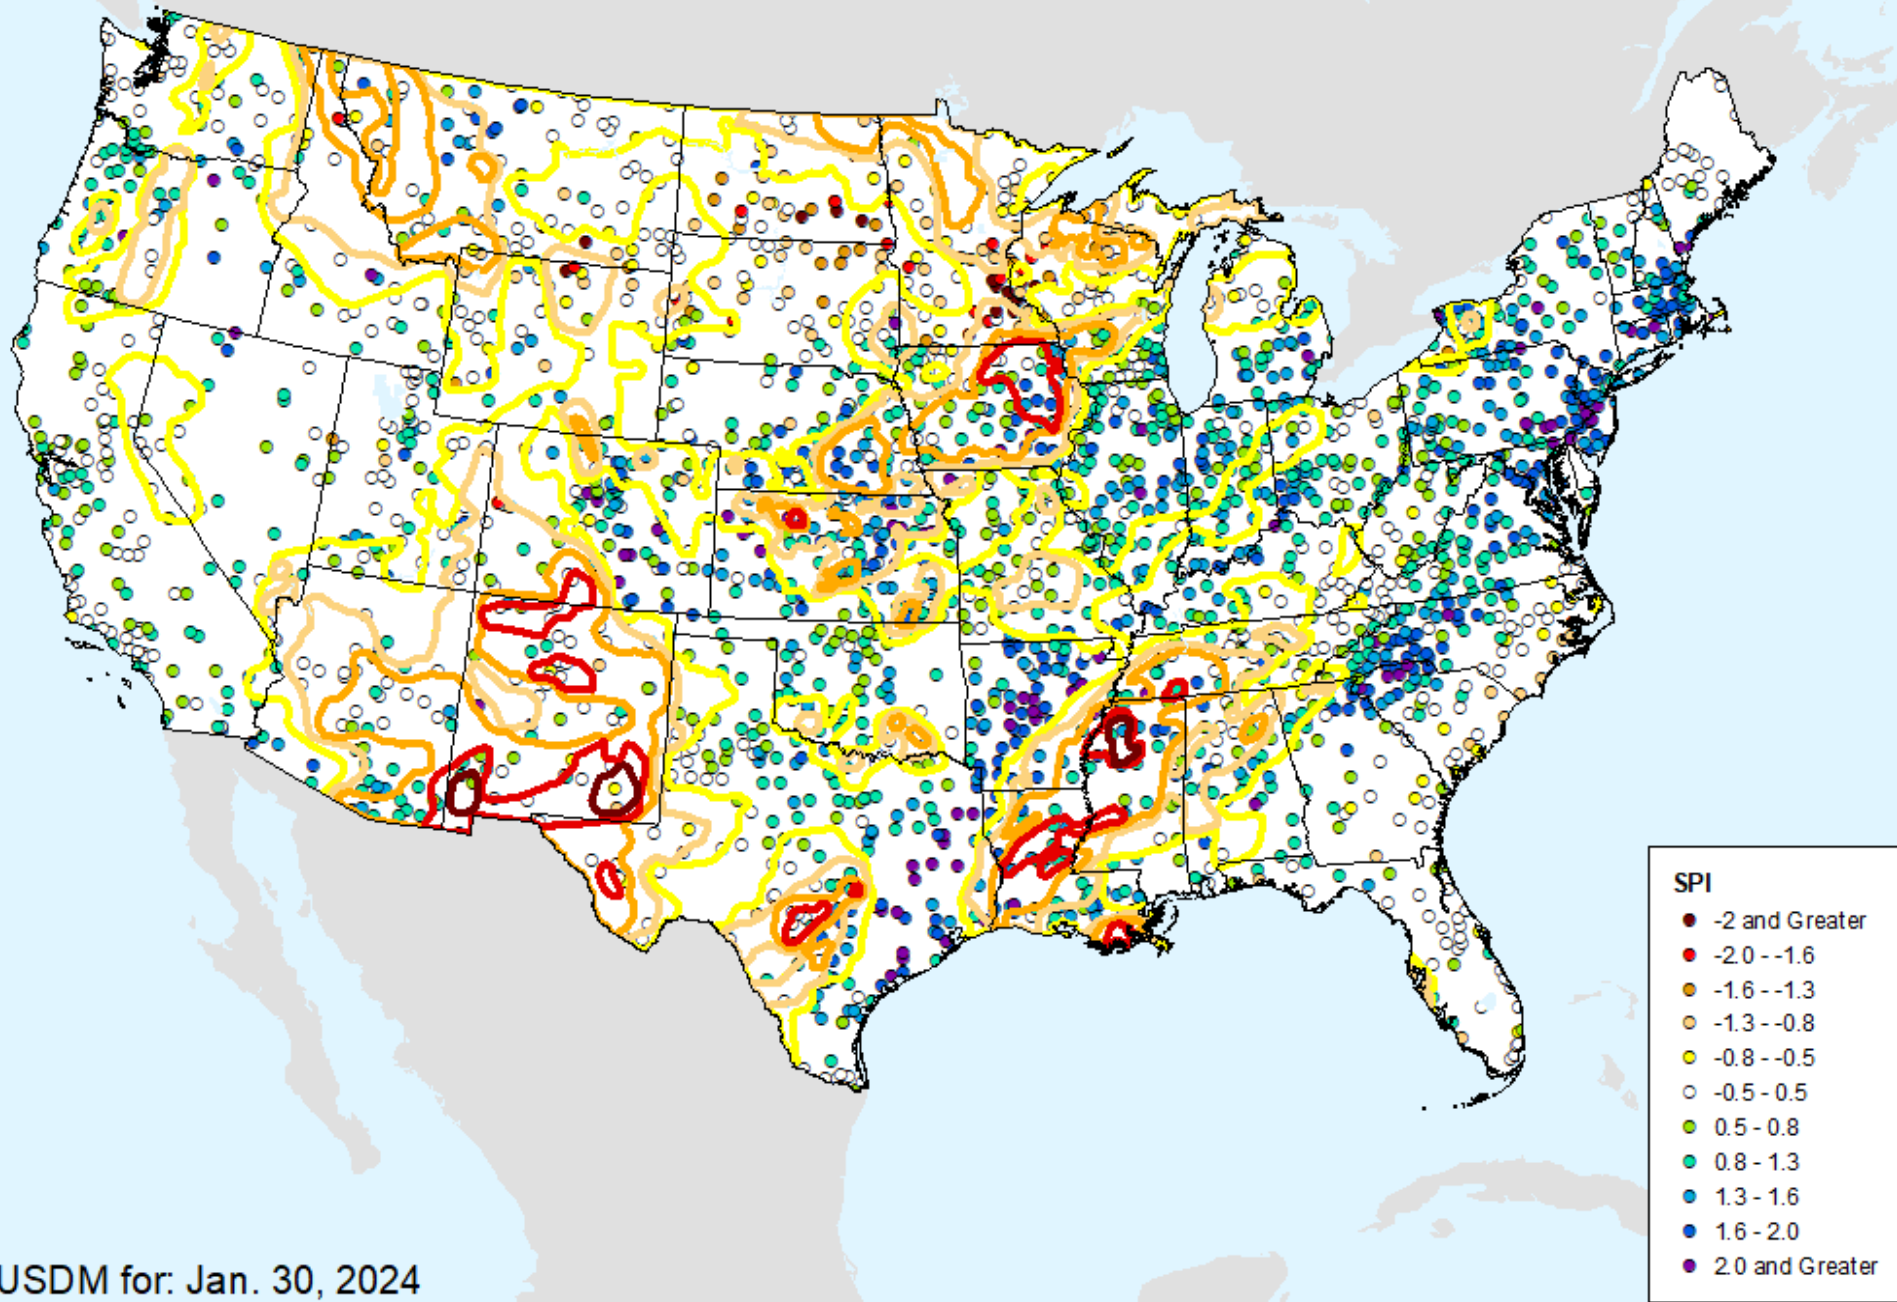 SPI
-2 and Greater
-2.0 - -1.6
-1.6 - -1.3
-1.3 - -0.8
-0.8 - -0.5
-0.5 - 0.5
0.5 - 0.8
0.8 - 1.3
1.3 - 1.6
1.6 - 2.0
2.0 and Greater
USDM for: Jan. 30, 2024